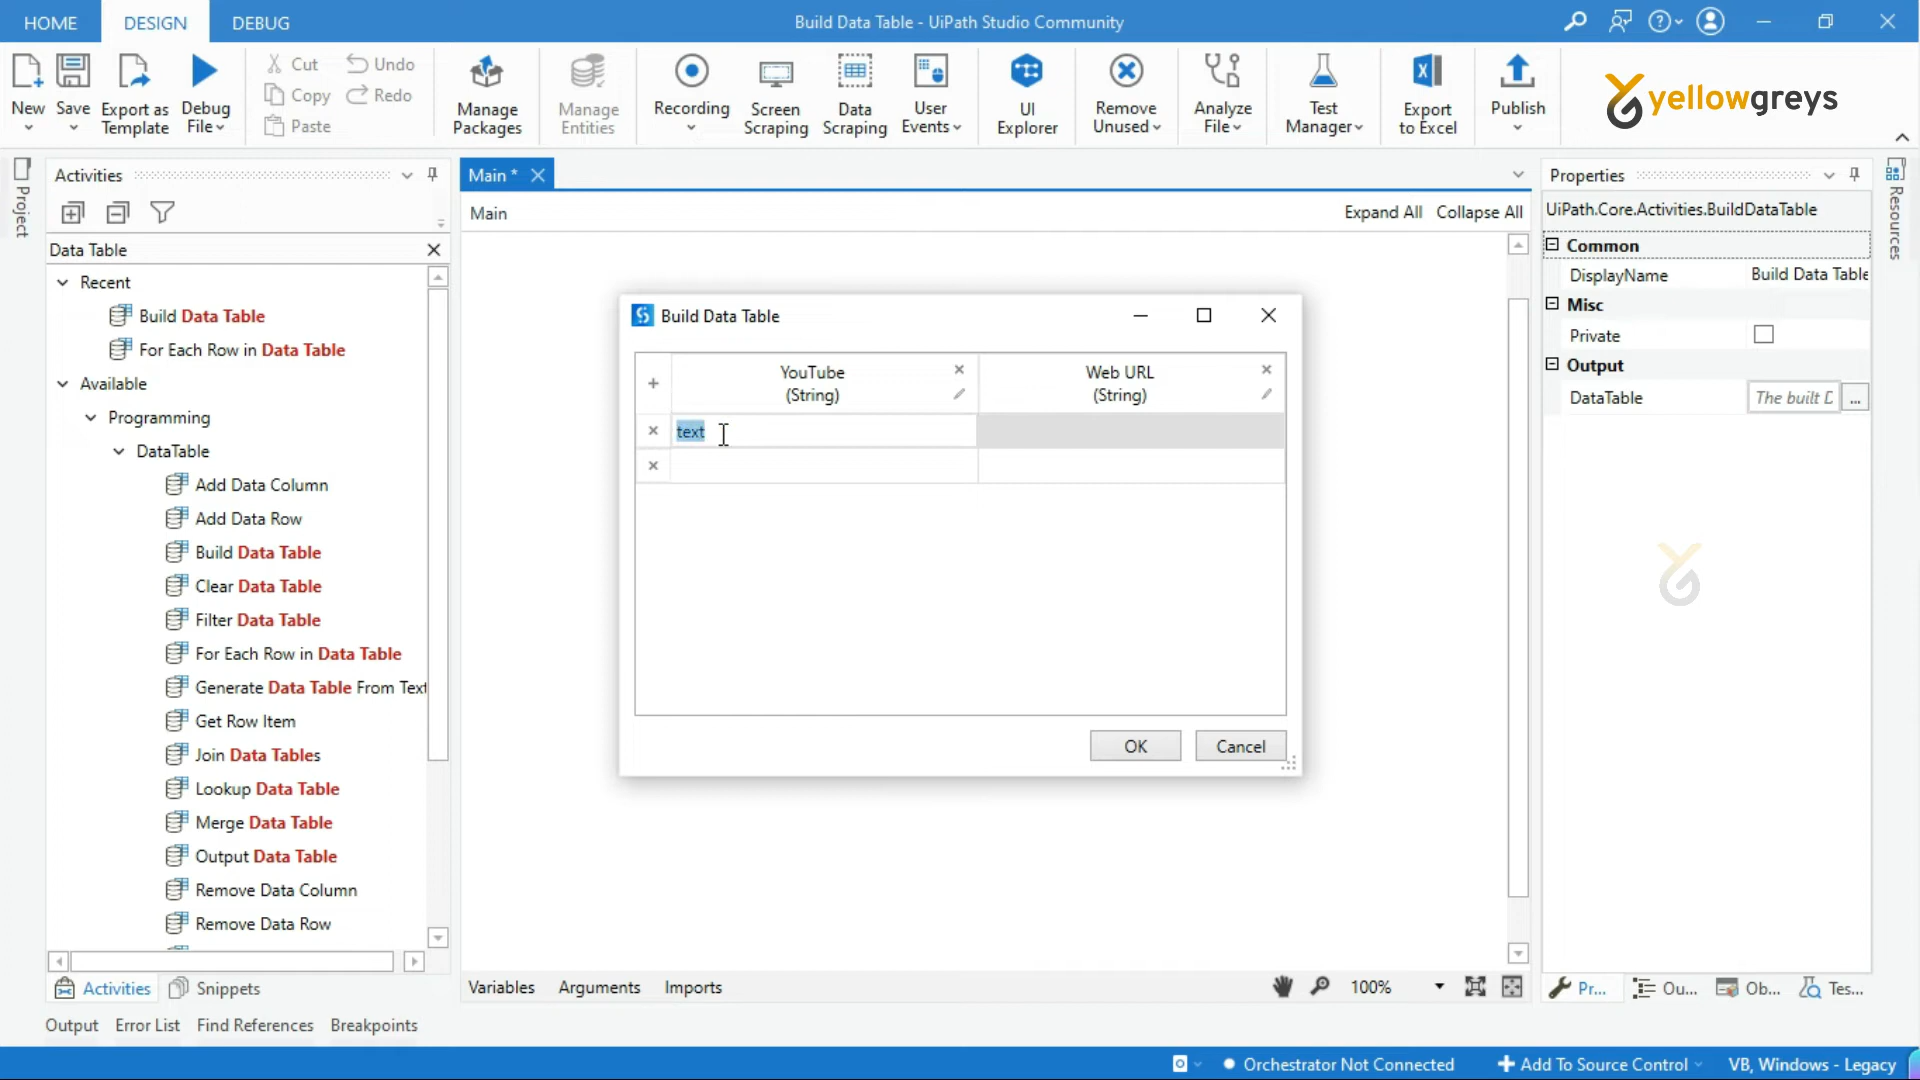 HOME DESIGN DEBUG
Build Data Table - UiPath Studio Community
New
Save
Export as
Template
Debug
File
Cut
Copy
Paste
Undo
Redo
Manage
Packages
Manage
Entities
Recording
Screen
Scraping
Data
Scraping
User
Events
UI
Explorer
Remove
Unused
Analyze
File
Test
Manager
Export
to Excel
Publish
yellowgreys
Project
Activities
Data Table
Recent
Build Data Table
For Each Row in Data Table
Available
Programming
DataTable
Add Data Column
Add Data Row
Build Data Table
Clear Data Table
Filter Data Table
For Each Row in Data Table
Generate Data Table From Text
Get Row Item
Join Data Tables
Lookup Data Table
Merge Data Table
Output Data Table
Remove Data Column
Remove Data Row
Activities
Snippets
Main *
Main
Expand All
Collapse All
Build Data Table
YouTube
(String)
Web URL
(String)
text
OK
Cancel
Variables
Arguments
Imports
100%
Properties
UiPath.Core.Activities.BuildDataTable
Common
DisplayName
Build Data Table
Misc
Private
Output
DataTable
The built D
...
Resources
Pr...
Ou...
Ob...
Tes...
Output
Error List
Find References
Breakpoints
Orchestrator Not Connected
Add To Source Control
VB, Windows - Legacy